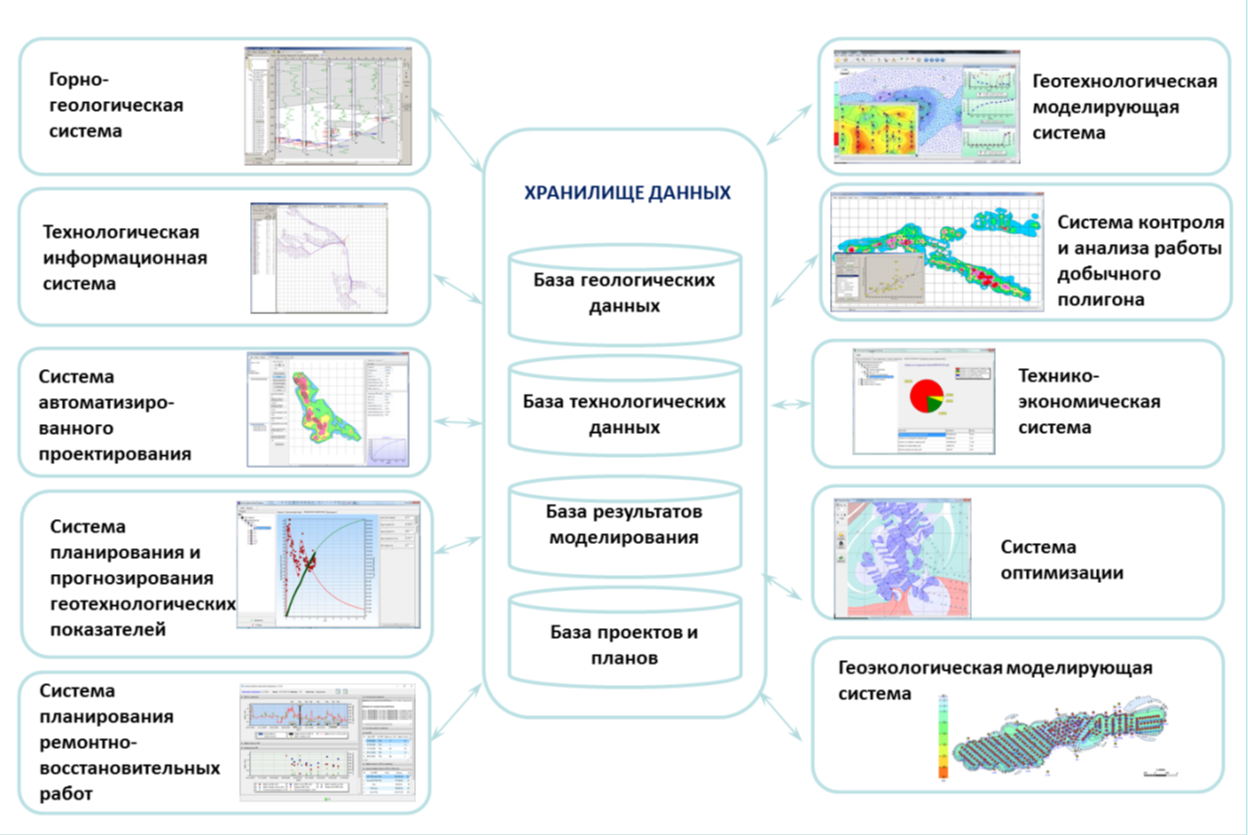 Горно-
геологическая
система
Технологическая
информационная
система
Система
автоматизиро-
ванного
проектирования
Система
планирования и
прогнозирования
геотехнологических
показателей
Система
планирования
ремонтно-
восстановительных
работ
ХРАНИЛИЩЕ ДАННЫХ
База геологических
данных
База технологических
данных
База результатов
моделирования
База проектов и
планов
Геотехнологическая
моделирующая
система
Система контроля
и анализа работы
добычного
полигона
Технико-
экономическая
система
Система
оптимизации
Геоэкологическая моделирующая
система